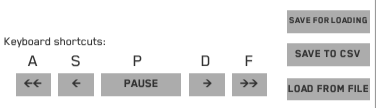 SAVE FOR LOADING
Keyboard shortcuts:
SAVE TO CSV
A S P D F
←← ← PAUSE → →→
LOAD FROM FILE